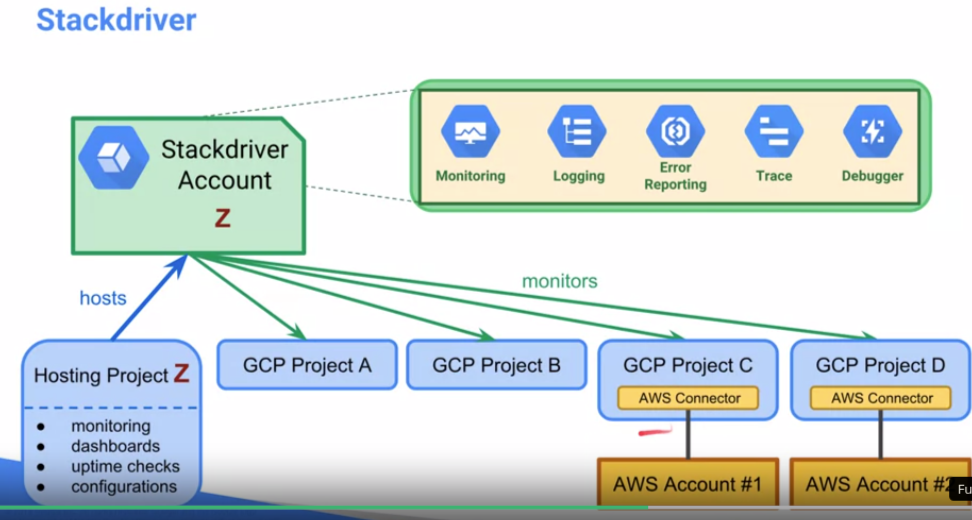 Stackdriver
Stackdriver
Account
Z
Monitoring
Logging
Error
Reporting
Trace
Debugger
hosts
monitors
Hosting Project Z
• monitoring
• dashboards
• uptime checks
• configurations
GCP Project A
GCP Project B
GCP Project C
AWS Connector
AWS Account #1
GCP Project D
AWS Connector
AWS Account #2
Fu